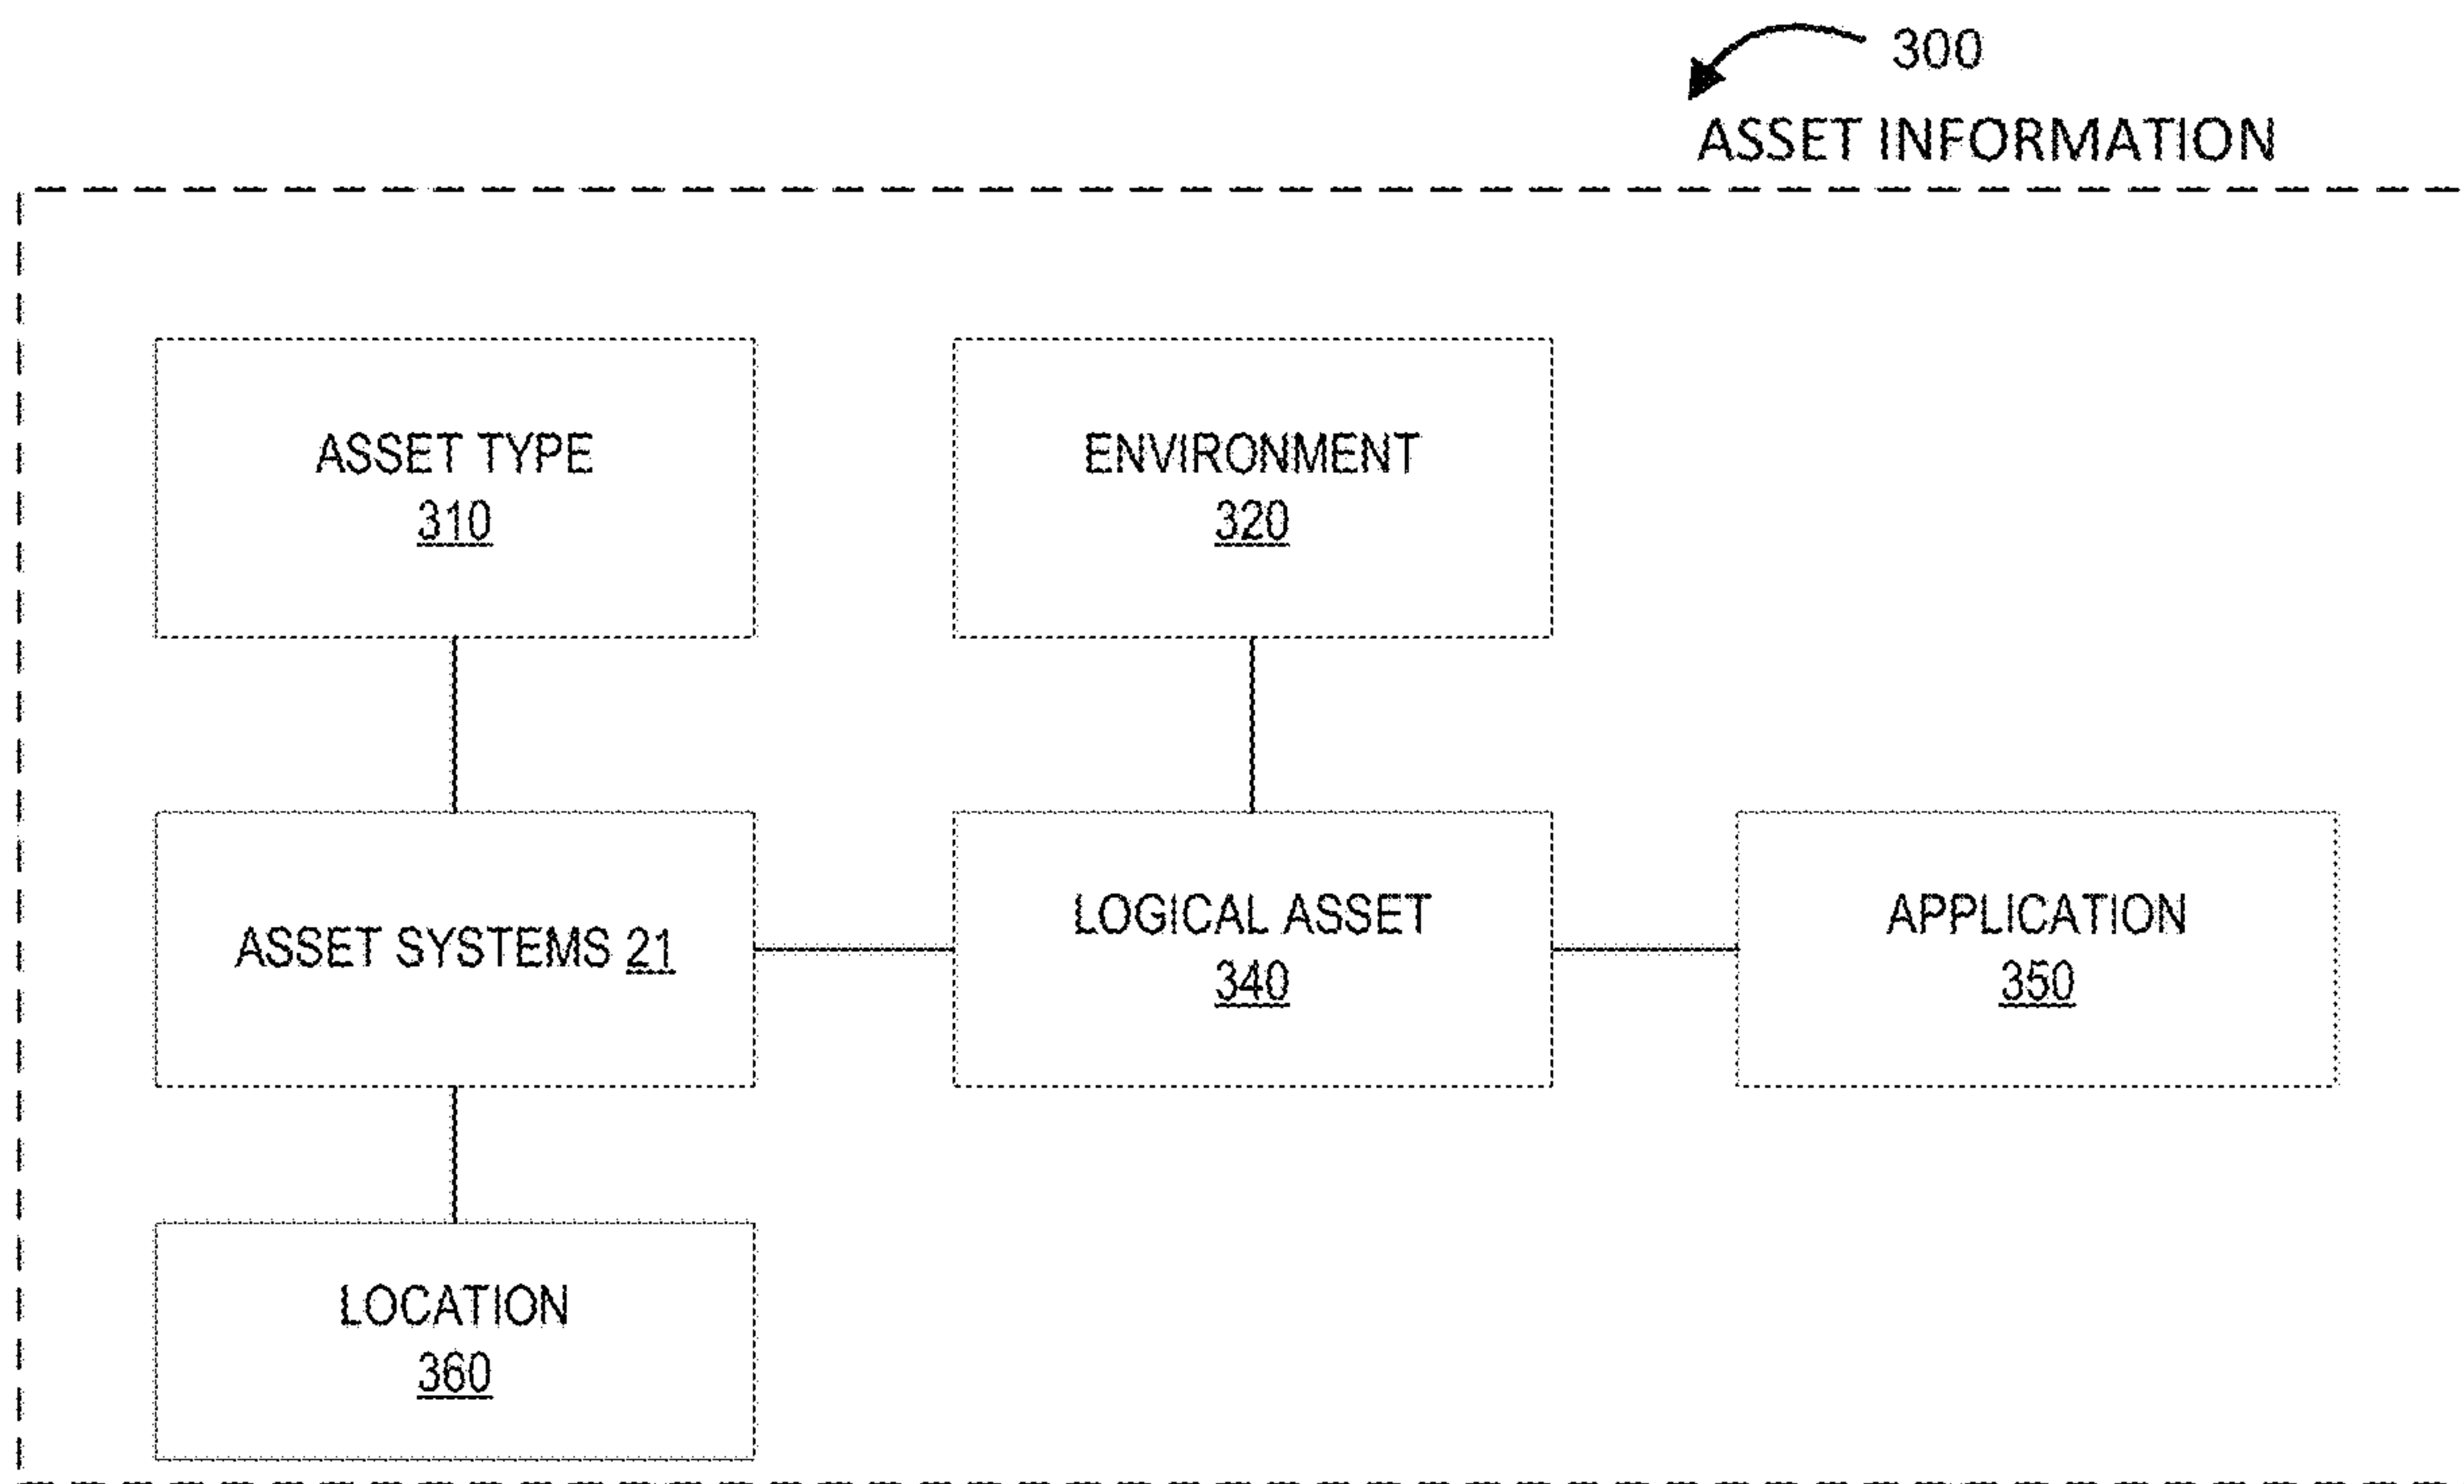 300
ASSET INFORMATION
ASSET TYPE
310
ENVIRONMENT
320
ASSET SYSTEMS 21
LOGICAL ASSET
340
APPLICATION
350
LOCATION
360